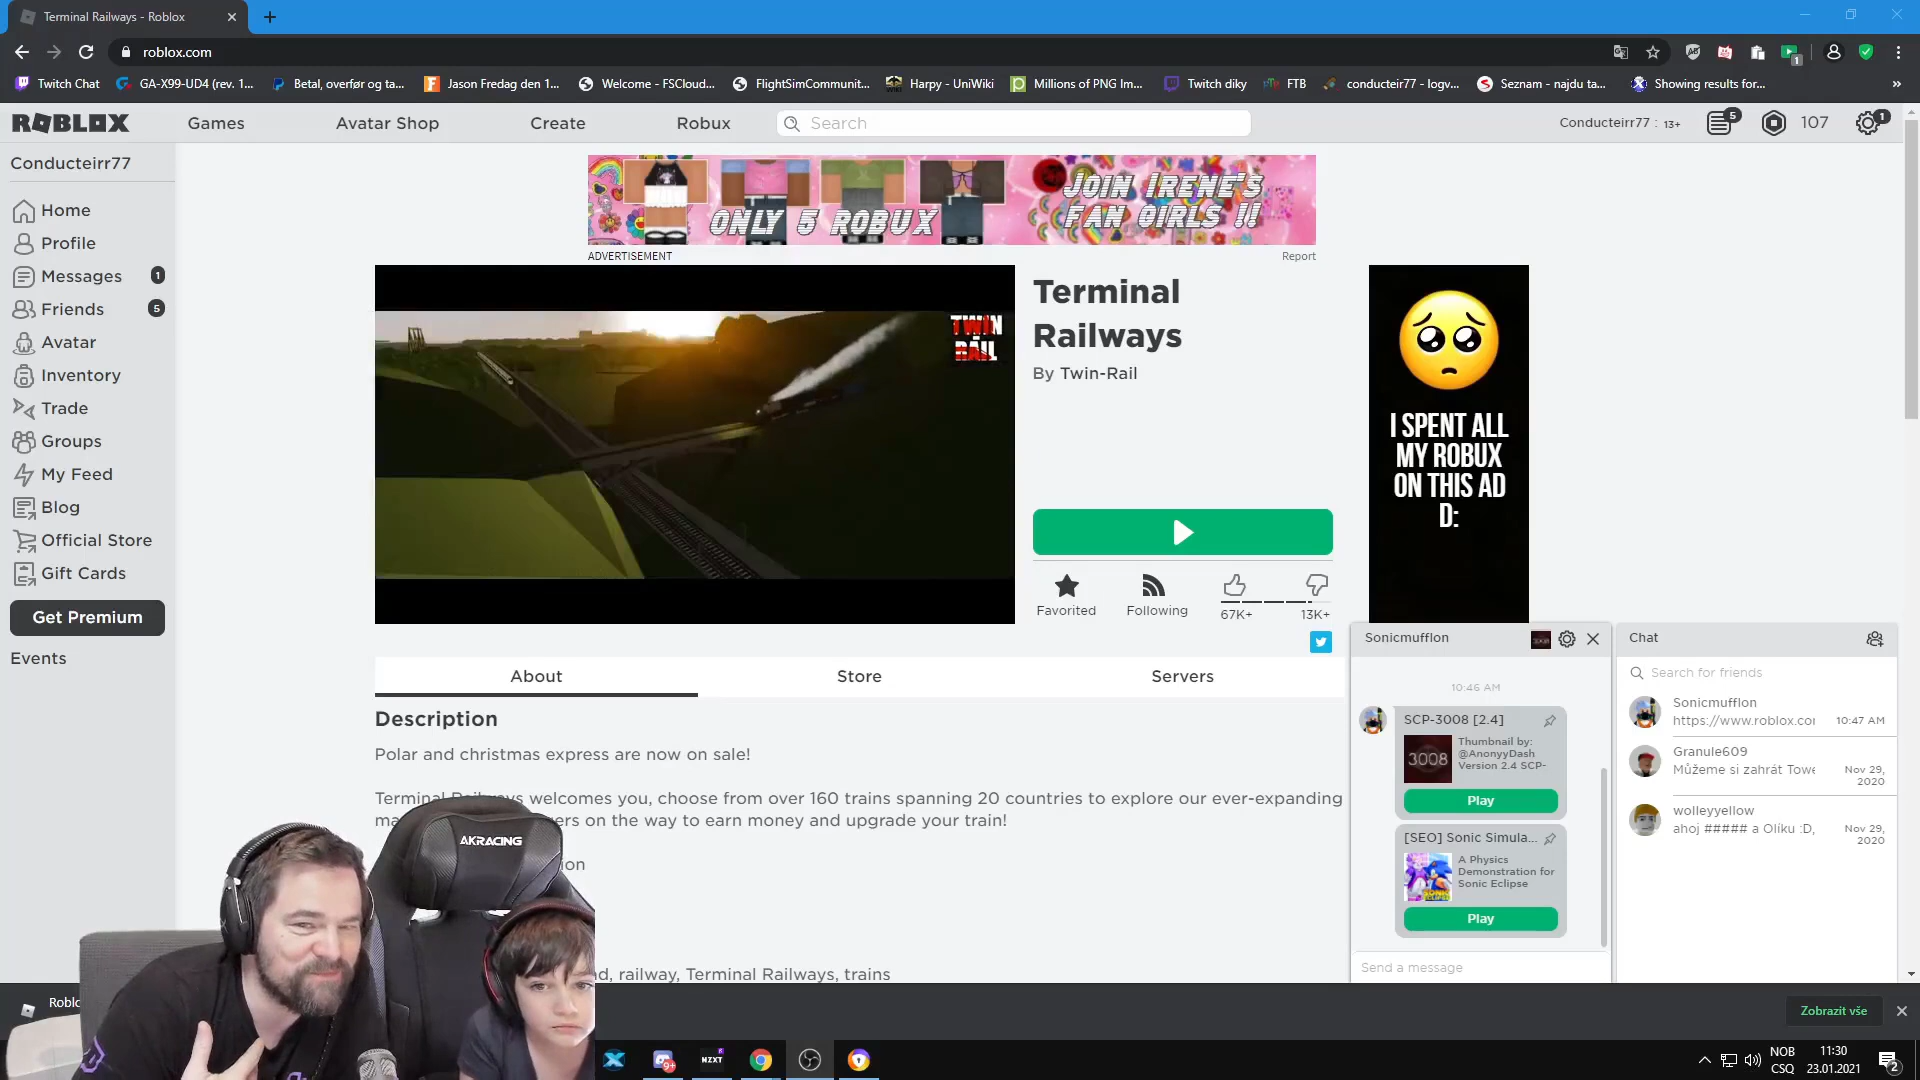 Terminal Railways - Roblox
roblox.com
1
Twitch Chat
GA-X99-UD4 (rev. 1...
Betal, overfør og ta...
Jason Fredag den 1...
Welcome - FSCloud...
FlightSimCommunit...
Harpy - UniWiki
Millions of PNG Im...
Twitch diky
FTB
conducteir77 - logv...
Seznam - najdu ta...
Showing results for...
»
ROBLOX
Games
Avatar Shop
Create
Robux
Search
Conducteirr77 : 13+
5
107
1
Conducteirr77
Home
Profile
Messages 1
Friends 5
Avatar
Inventory
Trade
Groups
My Feed
Blog
Official Store
Gift Cards
Get Premium
Events
ONLY 5 ROBUX
JOIN IRENE'S
FAN GIRLS !!
ADVERTISEMENT
Report
TWIN
RAIL
Terminal
Railways
By Twin-Rail
Favorited
Following
67K+
13K+
I SPENT ALL
MY ROBUX
ON THIS AD
D:
About
Store
Servers
Description
Polar and christmas express are now on sale!
Terminal Railways welcomes you, choose from over 160 trains spanning 20 countries to explore our ever-expanding
ers on the way to earn money and upgrade your train!
ion
d, railway, Terminal Railways, trains
AKRACING
Sonicmufflon
3008
10:46 AM
SCP-3008 [2.4]
3008
Thumbnail by:
@AnonyyDash
Version 2.4 SCP-
Play
[SEO] Sonic Simula...
A Physics
Demonstration for
Sonic Eclipse
Play
Send a message
Chat
Search for friends
Sonicmufflon
https://www.roblox.cor 10:47 AM
Granule609
Můžeme si zahrát Towe Nov 29,
2020
wolleyyellow
ahoj ##### a Olíku :D, Nov 29,
2020
Roblo
Zobrazit vše
9+
NZXT
NOB
CSQ
11:30
23.01.2021
2